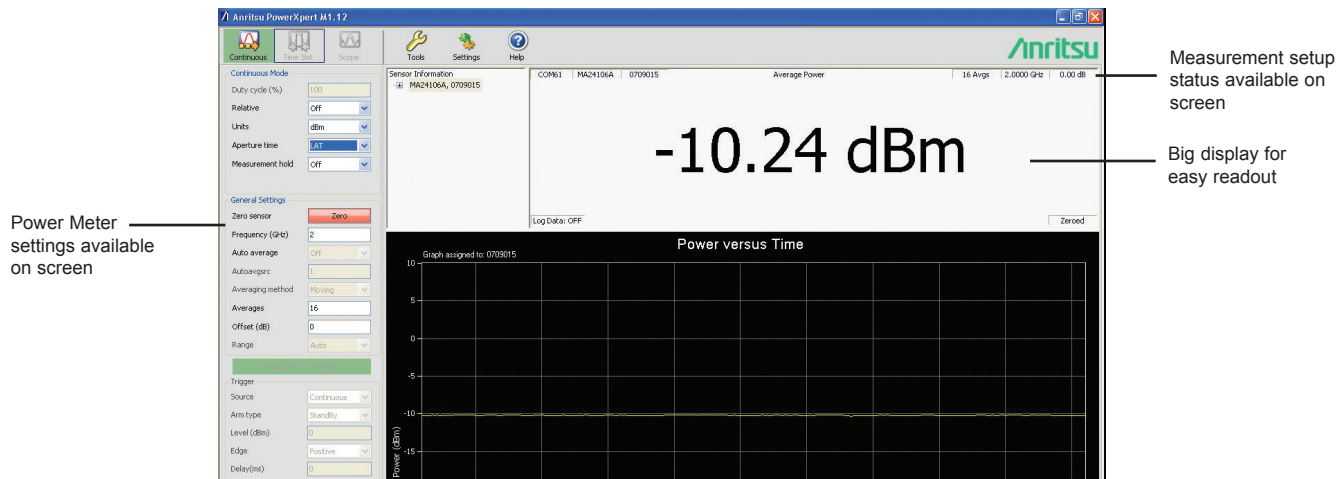 Anritsu PowerXpert M1.12
Continuous
Time Slot
Scope
Tools
Settings
Help
Anritsu
Continuous Mode
Duty cycle (%) 100
Relative Off
Units dBm
Aperture time LAT
Measurement hold Off
General Settings
Zero sensor Zero
Frequency (GHz) 2
Auto average Off
Autoavgsrc 1
Averaging method Moving
Averages 16
Offset (dB) 0
Range Auto
Trigger
Source Continuous
Arm type StandBy
Level (dBm) 0
Edge Positive
Delay(ms) 0
Sensor Information
MA24106A, 0709015
COM61 MA24106A 0709015 Average Power 16 Avgs 2.0000 GHz 0.00 dB
-10.24 dBm
Log Data: OFF Zeroed
Power versus Time
Graph assigned to: 0709015
10
5
0
-5
-10
-15
Power (dBm)
Power Meter
settings available
on screen
Measurement setup
status available on
screen
Big display for
easy readout